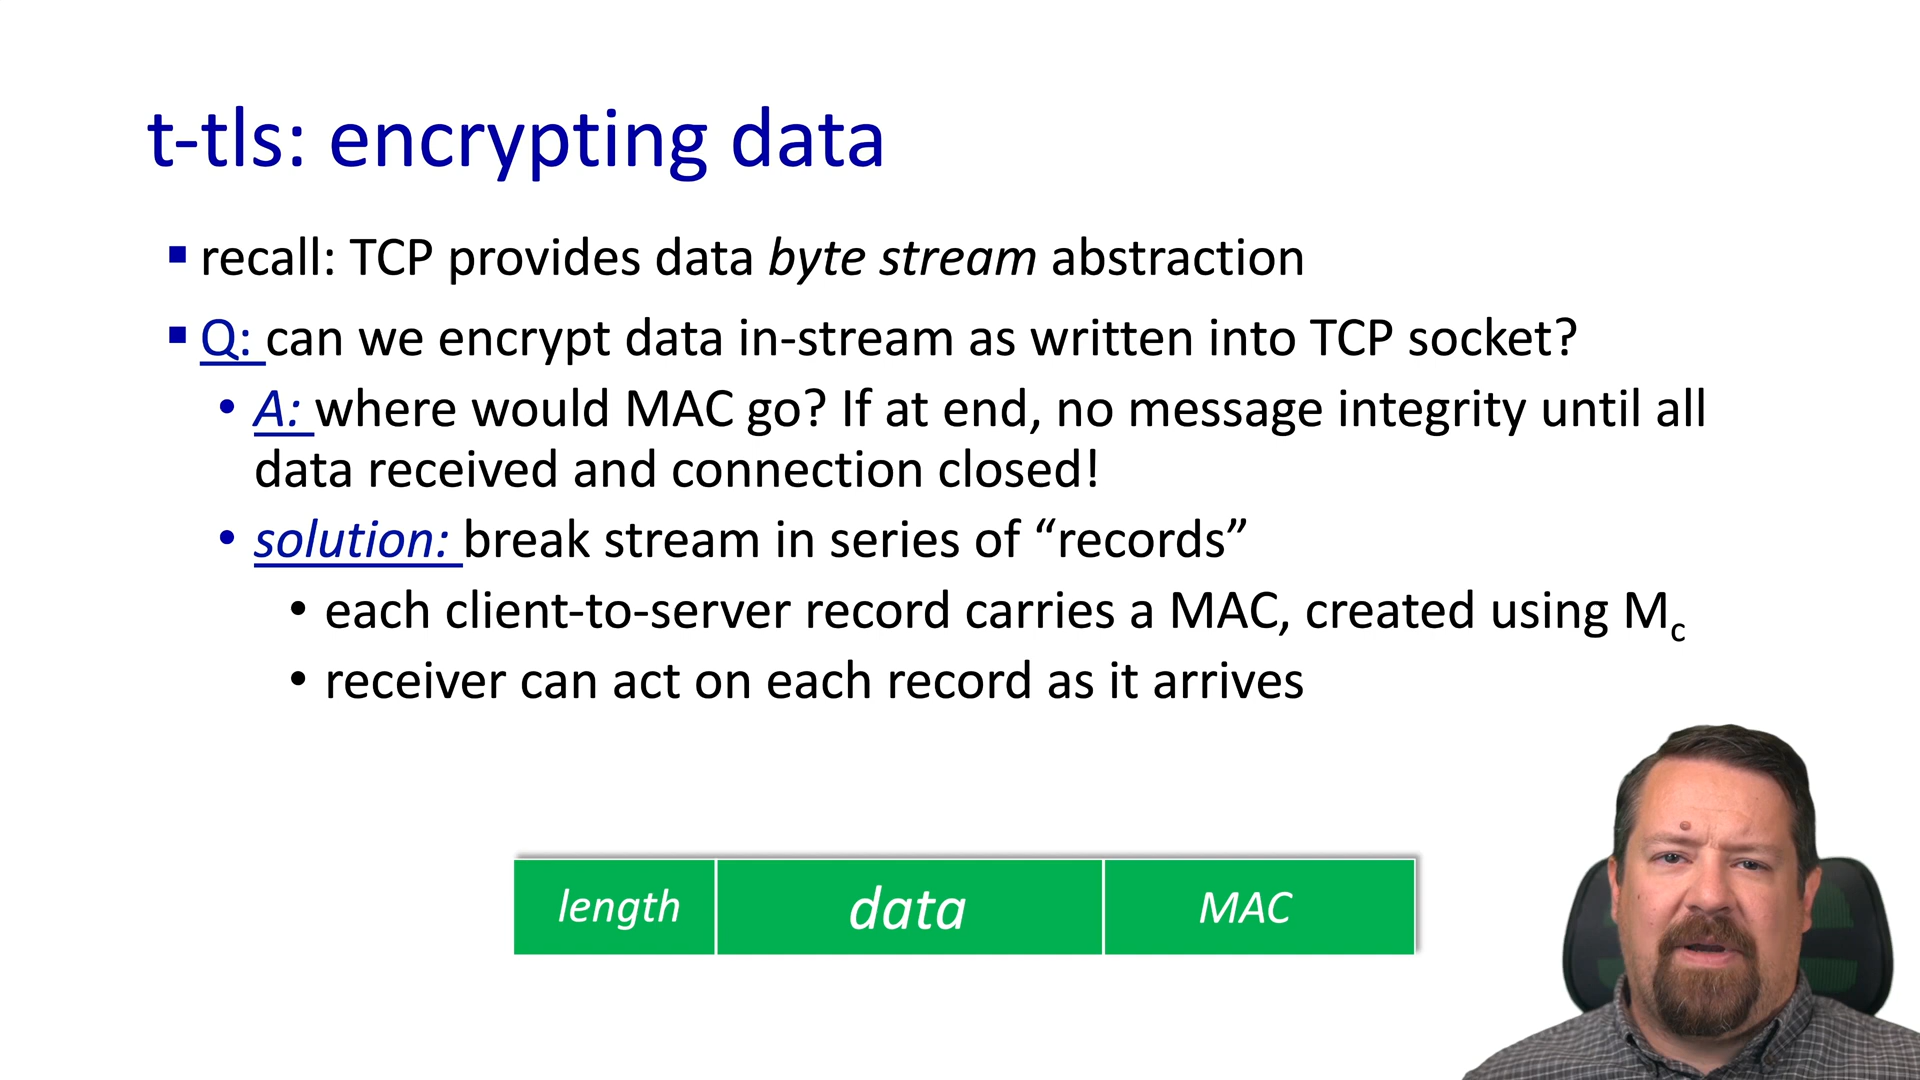 t-tls: encrypting data
recall: TCP provides data byte stream abstraction
Q: can we encrypt data in-stream as written into TCP socket?
A: where would MAC go? If at end, no message integrity until all
data received and connection closed!
solution: break stream in series of “records”
each client-to-server record carries a MAC, created using Mc
receiver can act on each record as it arrives
length data MAC